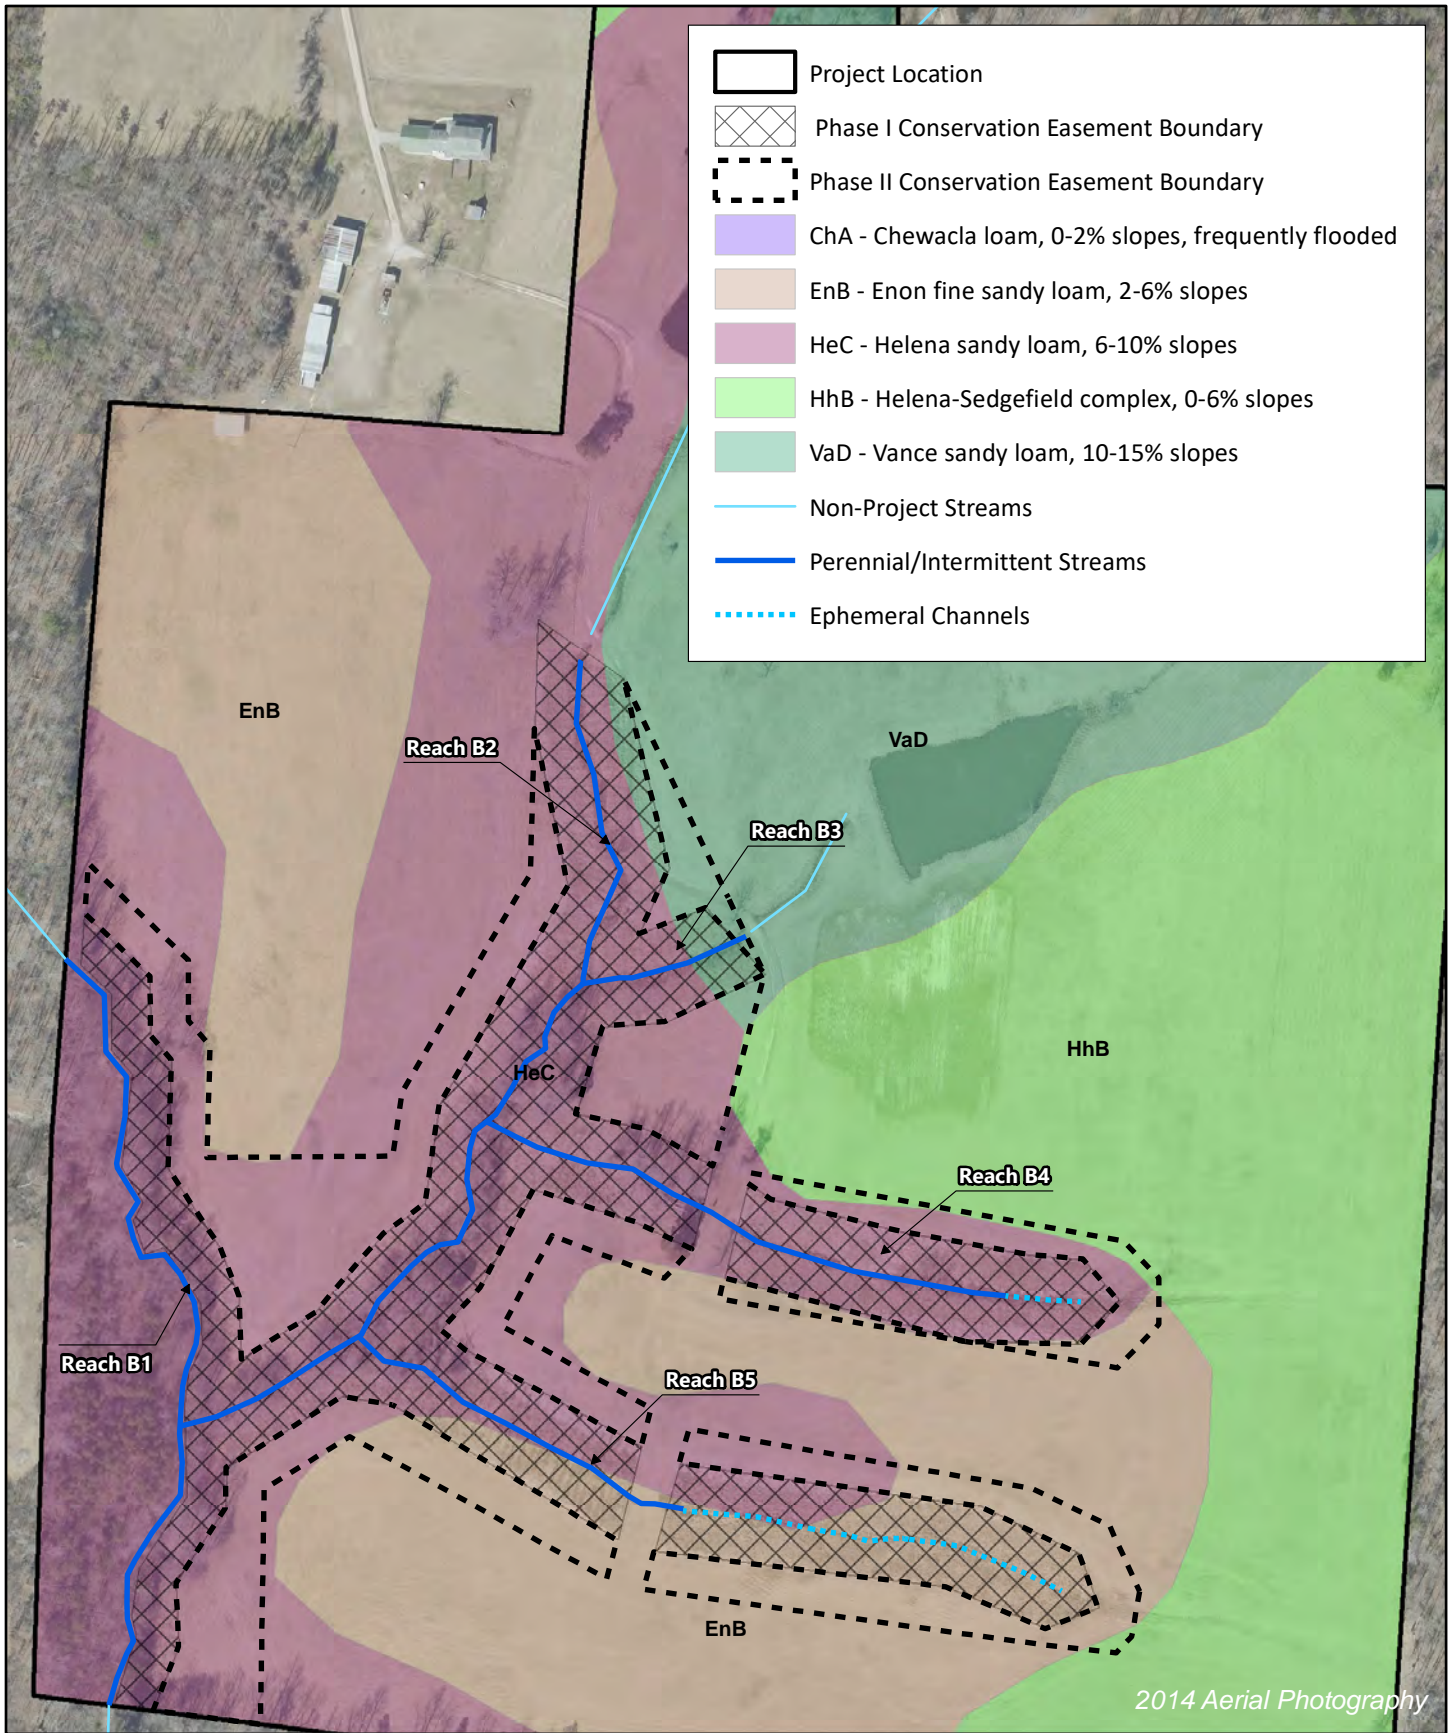 Project Location
Phase I Conservation Easement Boundary
Phase II Conservation Easement Boundary
ChA - Chewacla loam, 0-2% slopes, frequently flooded
EnB - Enon fine sandy loam, 2-6% slopes
HeC - Helena sandy loam, 6-10% slopes
HhB - Helena-Sedgefield complex, 0-6% slopes
VaD - Vance sandy loam, 10-15% slopes
Non-Project Streams
Perennial/Intermittent Streams
Ephemeral Channels
EnB
VaD
Reach B2
Reach B3
HhB
HeC
Reach B4
Reach B1
Reach B5
EnB
2014 Aerial Photography